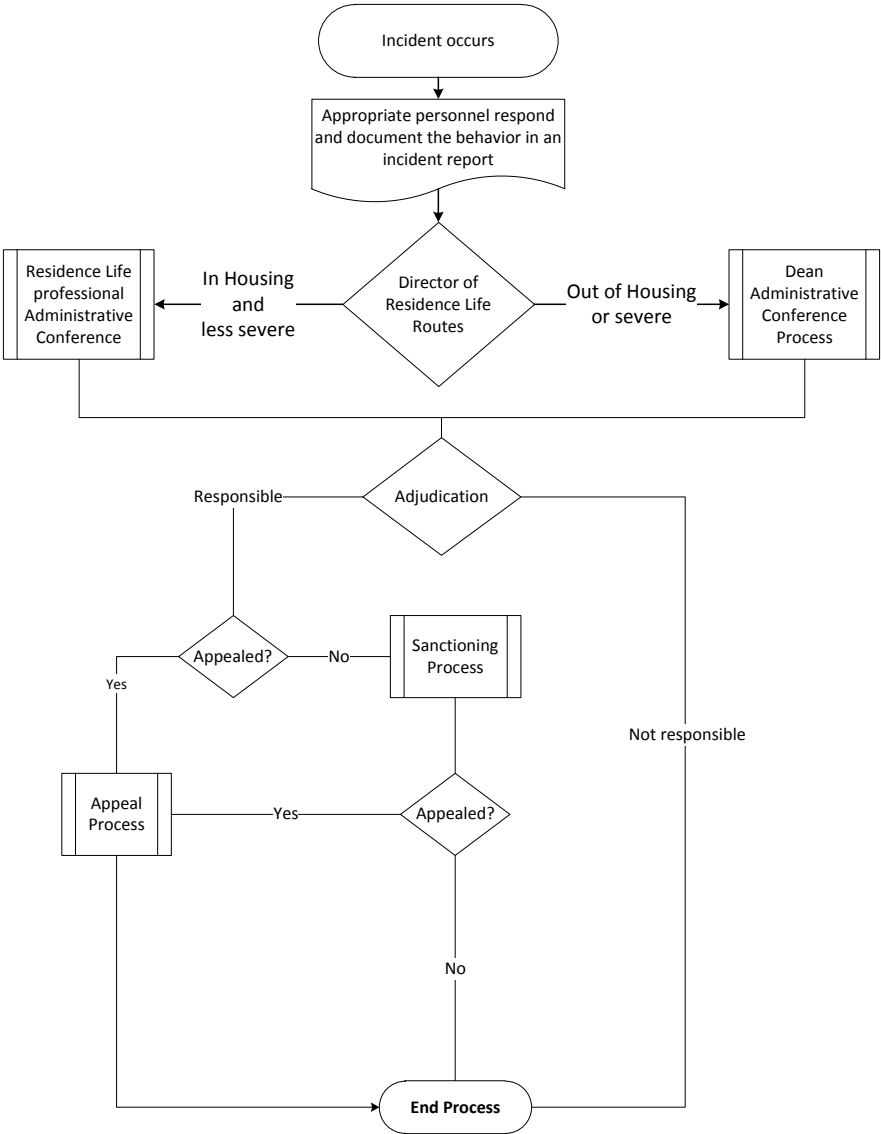 Incident occurs
Appropriate personnel respond
and document the behavior in an
incident report
Residence Life
professional
Administrative
Conference
In Housing
and
less severe
Director of
Residence Life
Routes
Out of Housing
or severe
Dean
Administrative
Conference
Process
Responsible
Adjudication
Appealed?
No
Sanctioning
Process
Yes
Not responsible
Appeal
Process
Yes
Appealed?
No
End Process